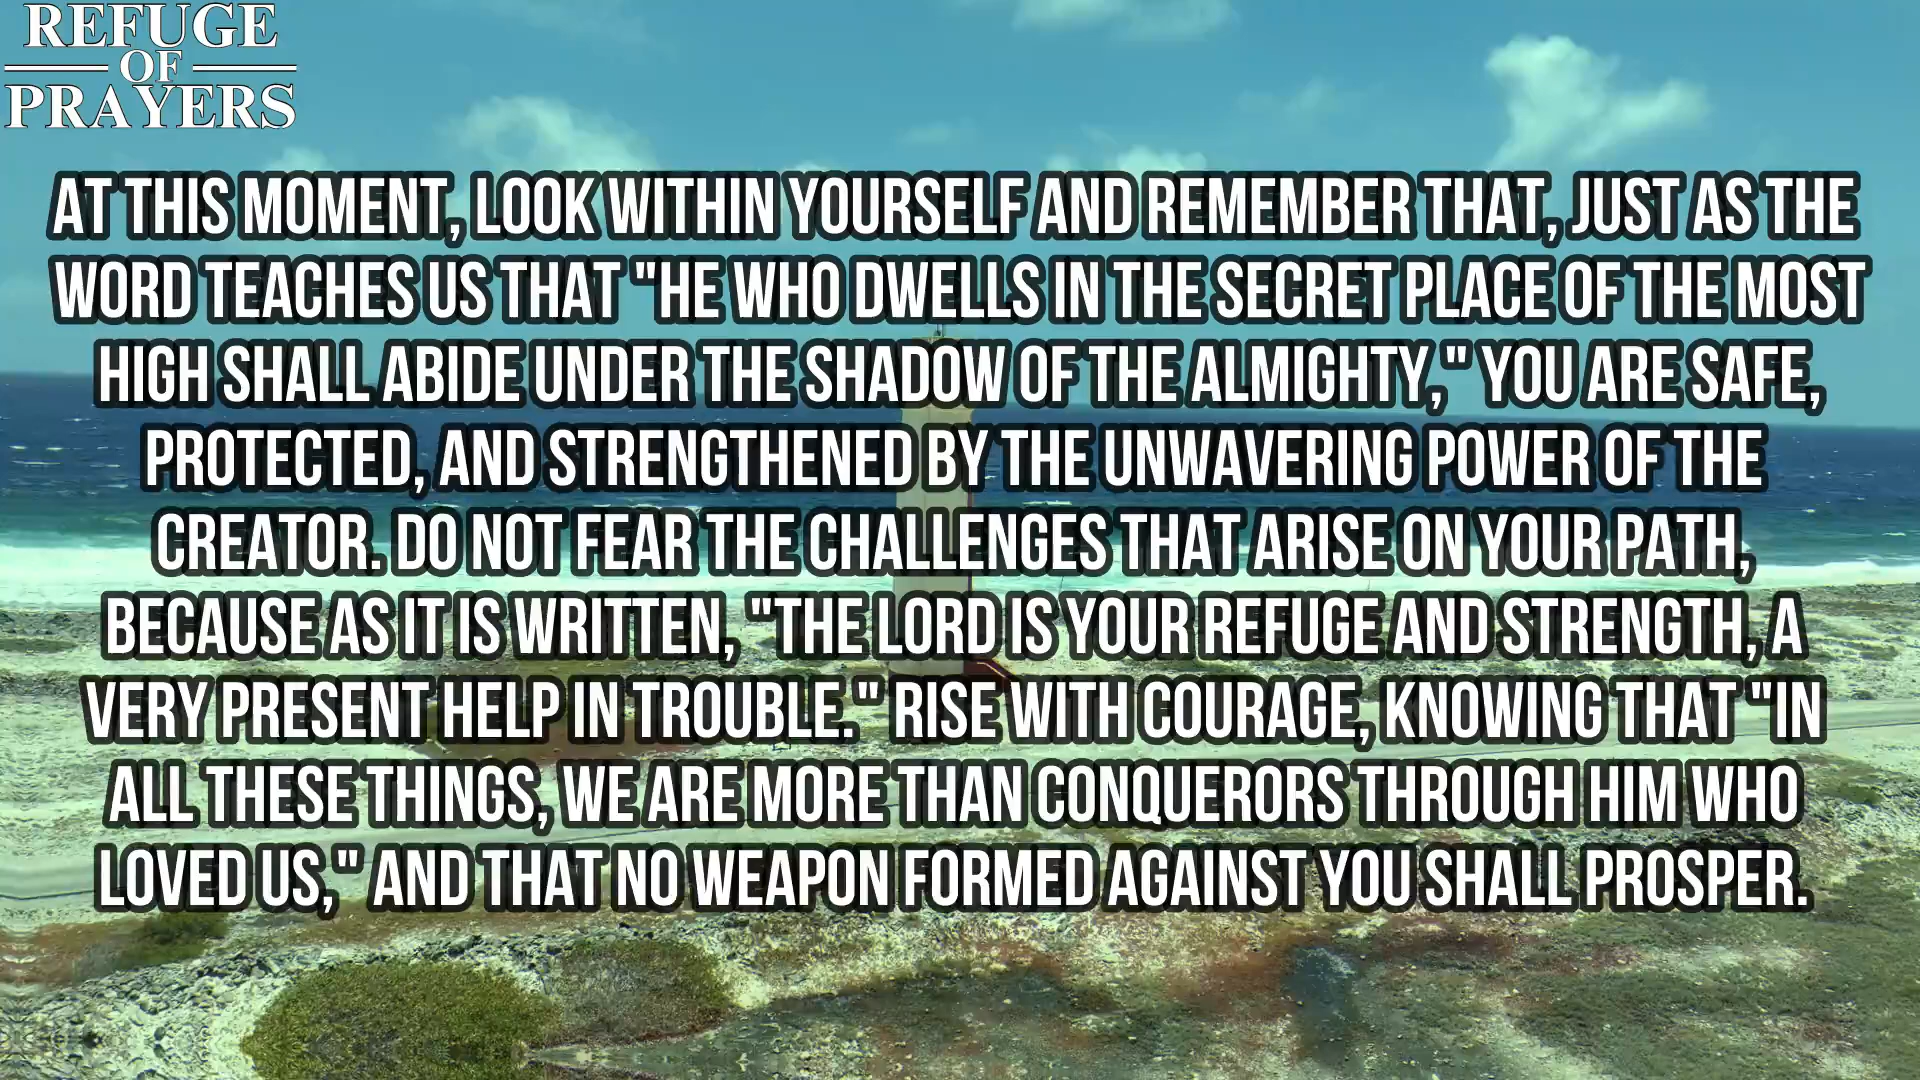 REFUGE
OF
PRAYERS
AT THIS MOMENT, LOOK WITHIN YOURSELF AND REMEMBER THAT, JUST AS THE
WORD TEACHES US THAT "HE WHO DWELLS IN THE SECRET PLACE OF THE MOST
HIGH SHALL ABIDE UNDER THE SHADOW OF THE ALMIGHTY," YOU ARE SAFE,
PROTECTED, AND STRENGTHENED BY THE UNWAVERING POWER OF THE
CREATOR. DO NOT FEAR THE CHALLENGES THAT ARISE ON YOUR PATH,
BECAUSE AS IT IS WRITTEN, "THE LORD IS YOUR REFUGE AND STRENGTH, A
VERY PRESENT HELP IN TROUBLE." RISE WITH COURAGE, KNOWING THAT "IN
ALL THESE THINGS, WE ARE MORE THAN CONQUERORS THROUGH HIM WHO
LOVED US," AND THAT NO WEAPON FORMED AGAINST YOU SHALL PROSPER.